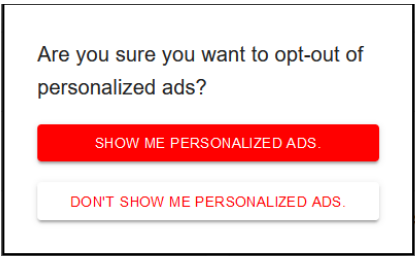 Are you sure you want to opt-out of
personalized ads?
SHOW ME PERSONALIZED ADS.
DON'T SHOW ME PERSONALIZED ADS.